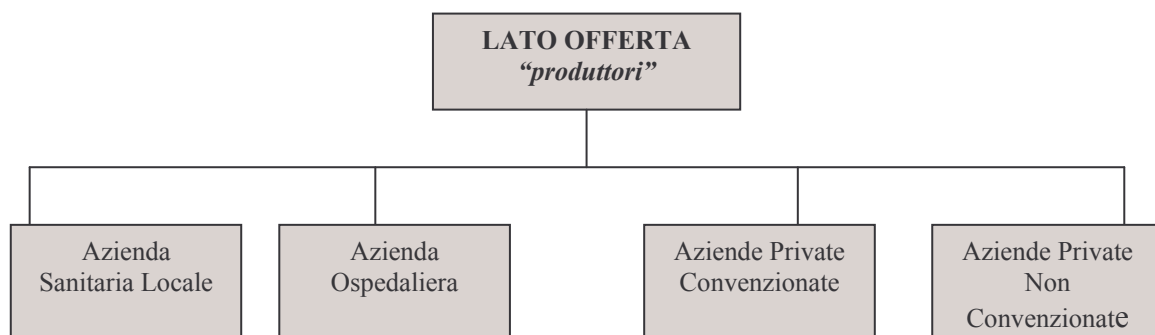 LATO OFFERTA
“produttori”
Azienda
Sanitaria Locale
Azienda
Ospedaliera
Aziende Private
Convenzionate
Aziende Private
Non
Convenzionate